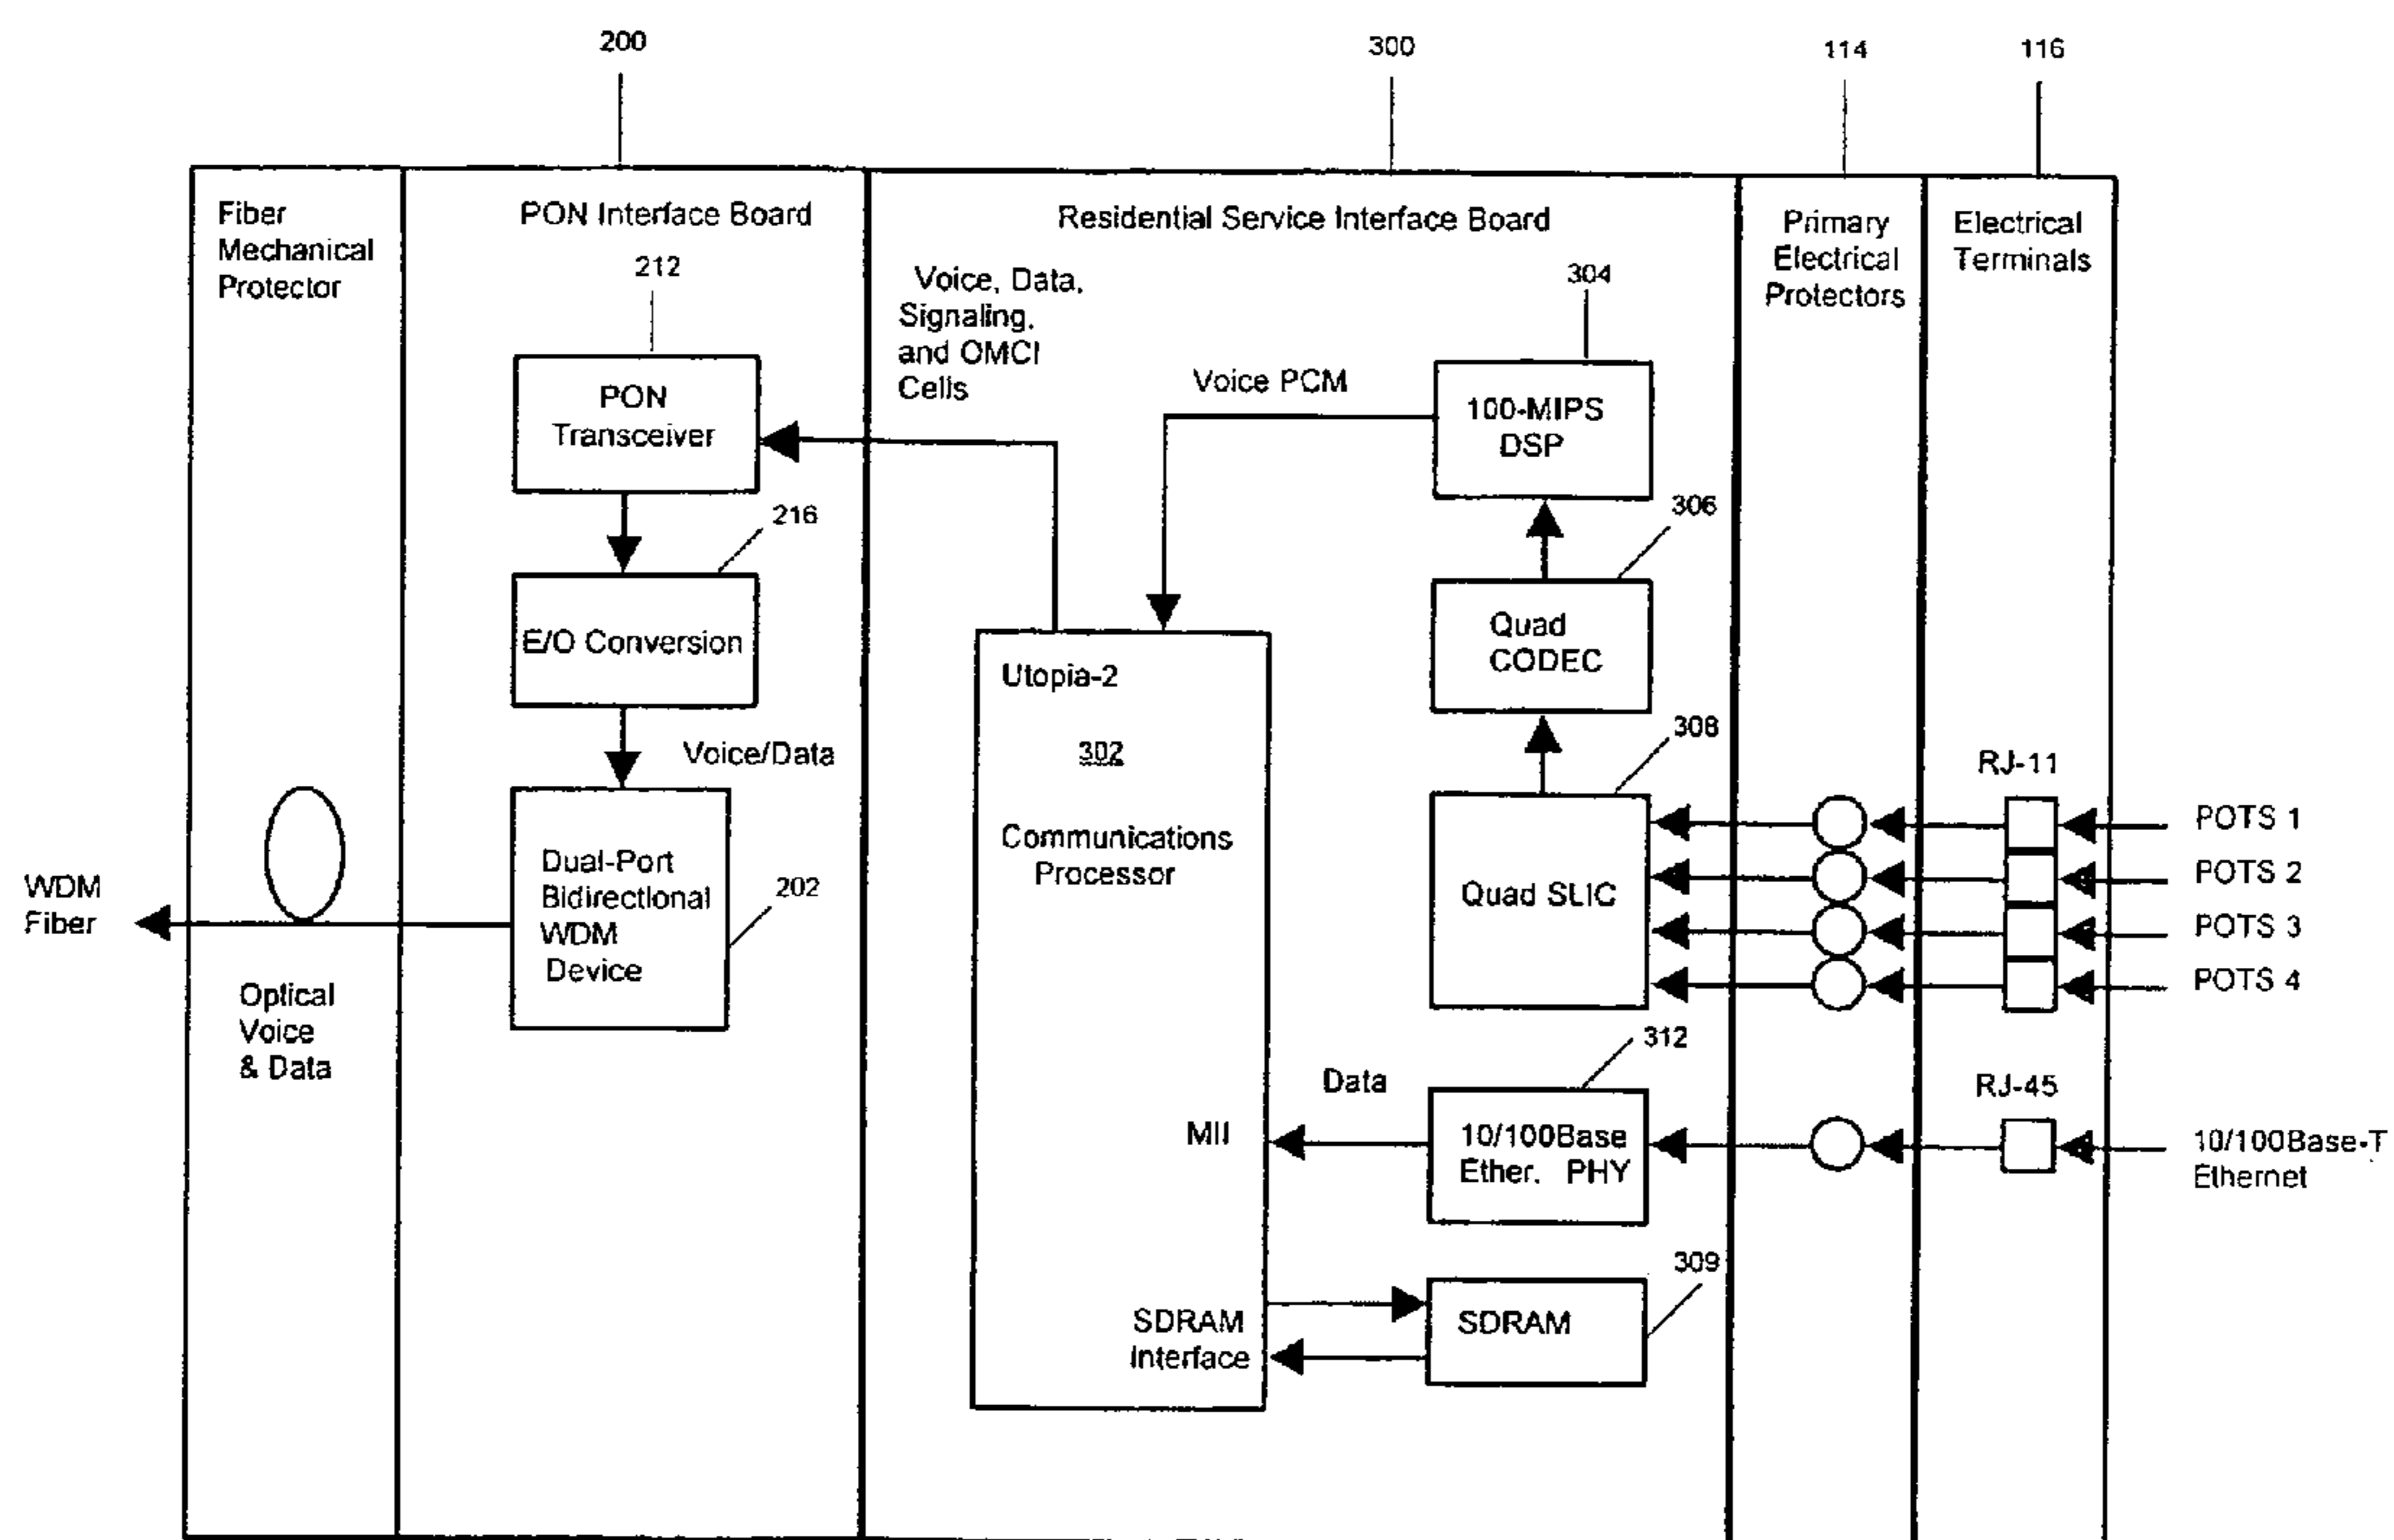 200
300
114
116
Fiber
Mechanical
Protector
PON Interface Board
212
PON
Transceiver
216
E/O Conversion
Voice/Data
Dual-Port
Bidirectional
WDM
Device
202
WDM
Fiber
Optical
Voice
& Data
Residential Service Interface Board
Voice, Data,
Signaling,
and OMCI
Cells
Voice PCM
304
100-MIPS
DSP
306
Quad
CODEC
308
Quad SLIC
Utopia-2
302
Communications
Processor
Data
312
MII
10/100Base
Ether. PHY
309
SDRAM
Interface
SDRAM
Primary
Electrical
Protectors
Electrical
Terminals
RJ-11
POTS 1
POTS 2
POTS 3
POTS 4
RJ-45
10/100Base-T
Ethernet